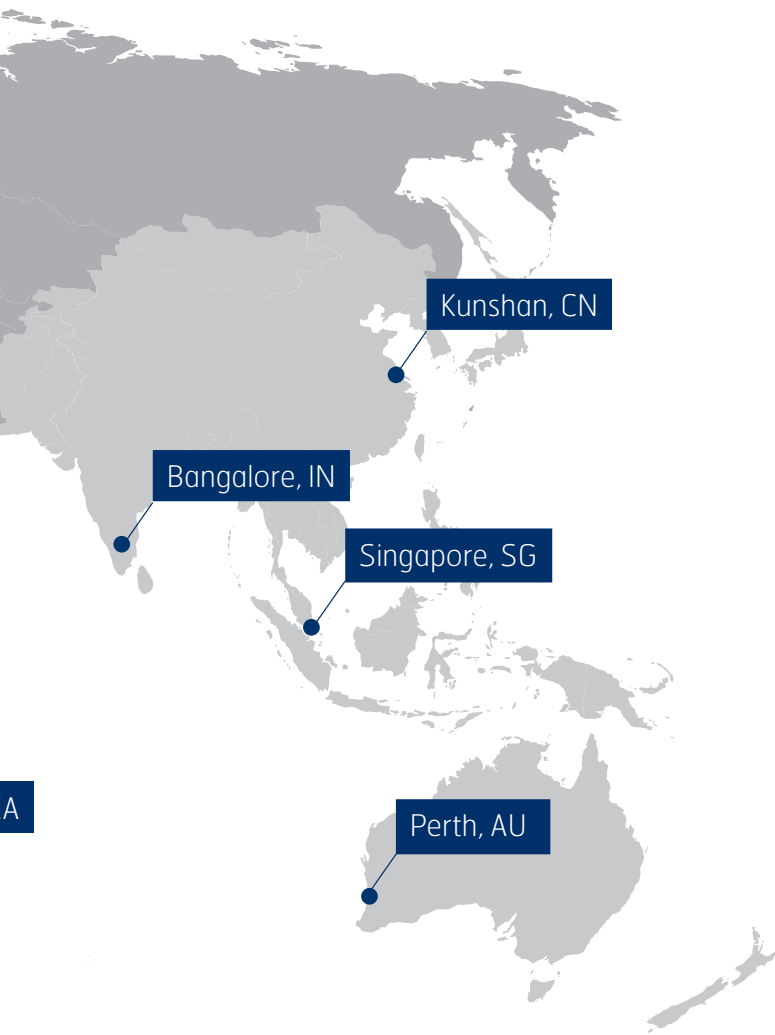 Kunshan, CN
Bangalore, IN
Singapore, SG
Perth, AU